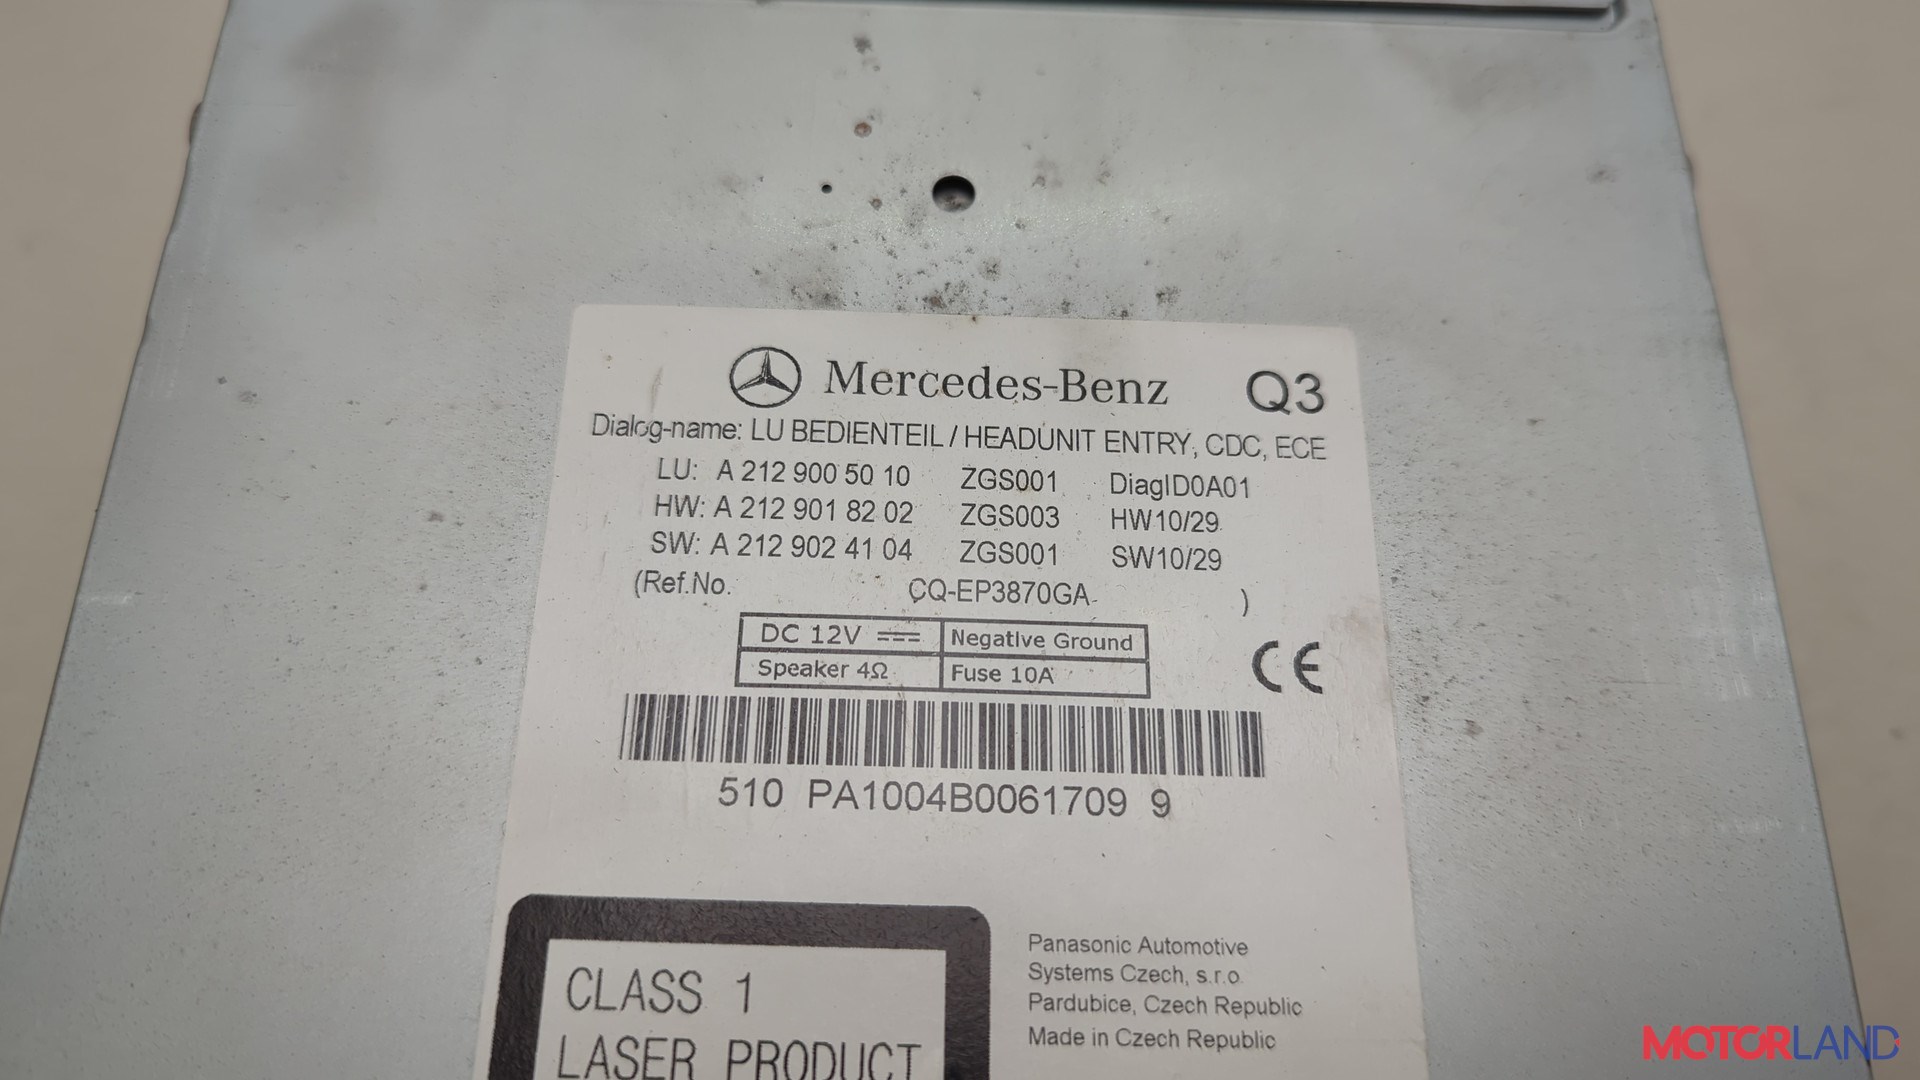 Mercedes-Benz Q3
Dialog-name: LU BEDIENTEIL / HEADUNIT ENTRY, CDC, ECE
LU: A 212 900 50 10 ZGS001 DiagID0A01
HW: A 212 901 82 02 ZGS003 HW10/29
SW: A 212 902 41 04 ZGS001 SW10/29
(Ref.No. CQ-EP3870GA )
DC 12V Negative Ground
Speaker 4Ω Fuse 10A
CE
510 PA1004B0061709 9
CLASS 1
LASER PRODUCT
Panasonic Automotive
Systems Czech, s.r.o.
Pardubice, Czech Republic
Made in Czech Republic
MOTORLAND